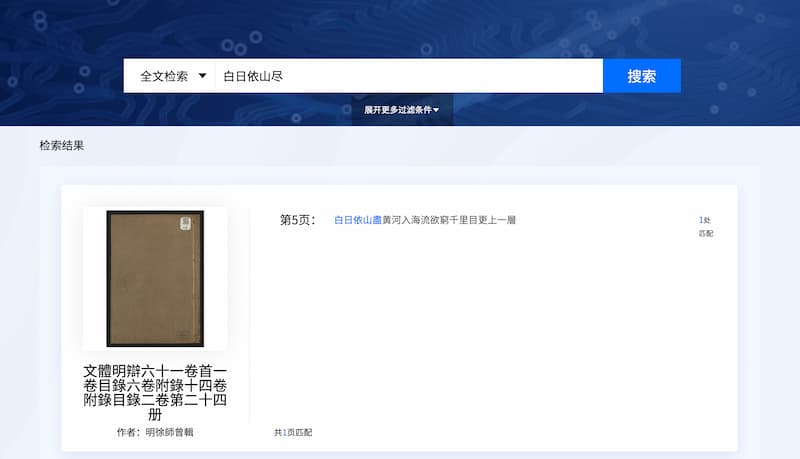 全文检索
白日依山尽
搜索
展开更多过滤条件
检索结果
第5页：
白日依山盡黄河入海流欲窮千里目更上一層
1处
匹配
文體明辯六十一卷首一
卷目錄六卷附錄十四卷
附錄目錄二卷第二十四
册
作者：明徐師曾輯
共1页匹配